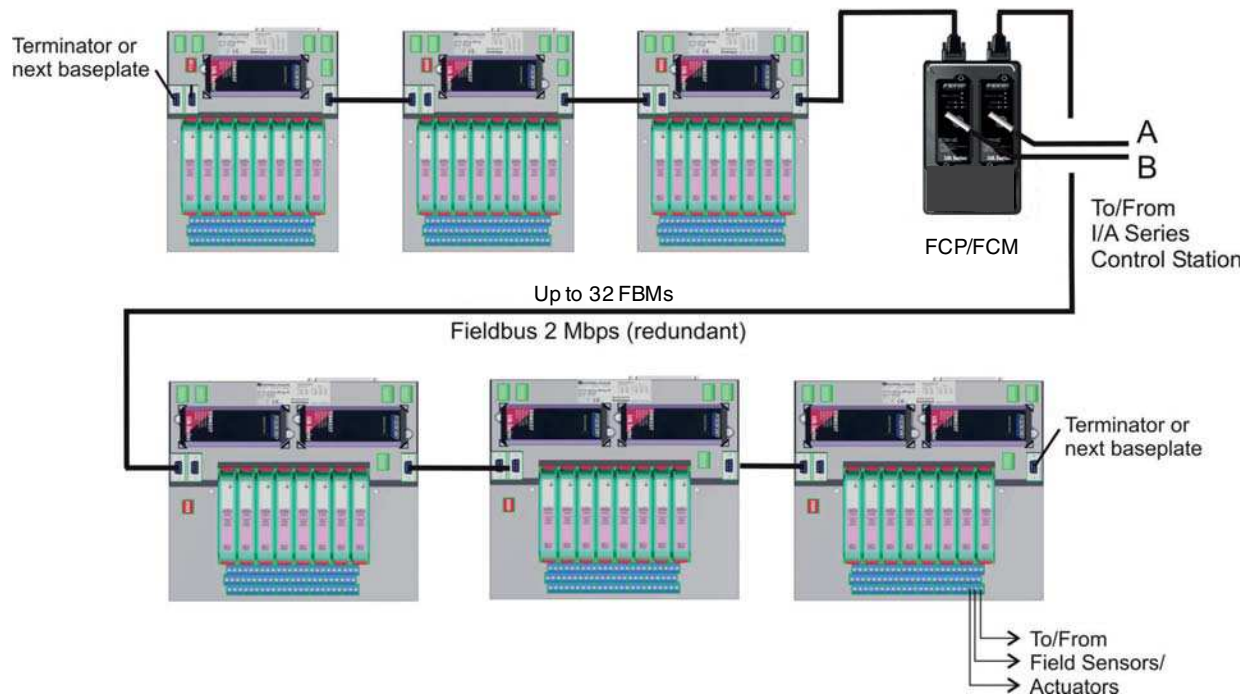 Terminator or
next baseplate
A
B
To/From
I/A Series
Control Station
FCP/FCM
Up to 32 FBMs
Fieldbus 2 Mbps (redundant)
Terminator or
next baseplate
To/From
Field Sensors/
Actuators